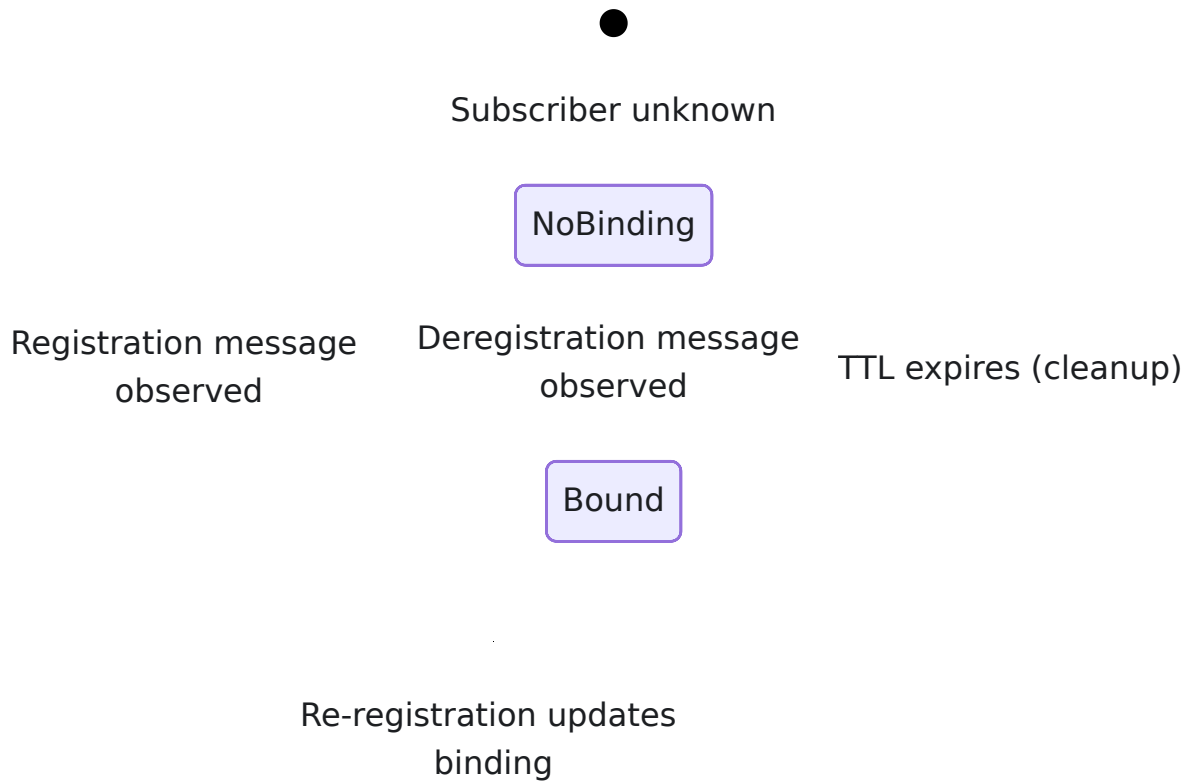 Subscriber unknown
NoBinding
Registration message
observed
Deregistration message
observed
TTL expires (cleanup)
Bound
Re-registration updates
binding